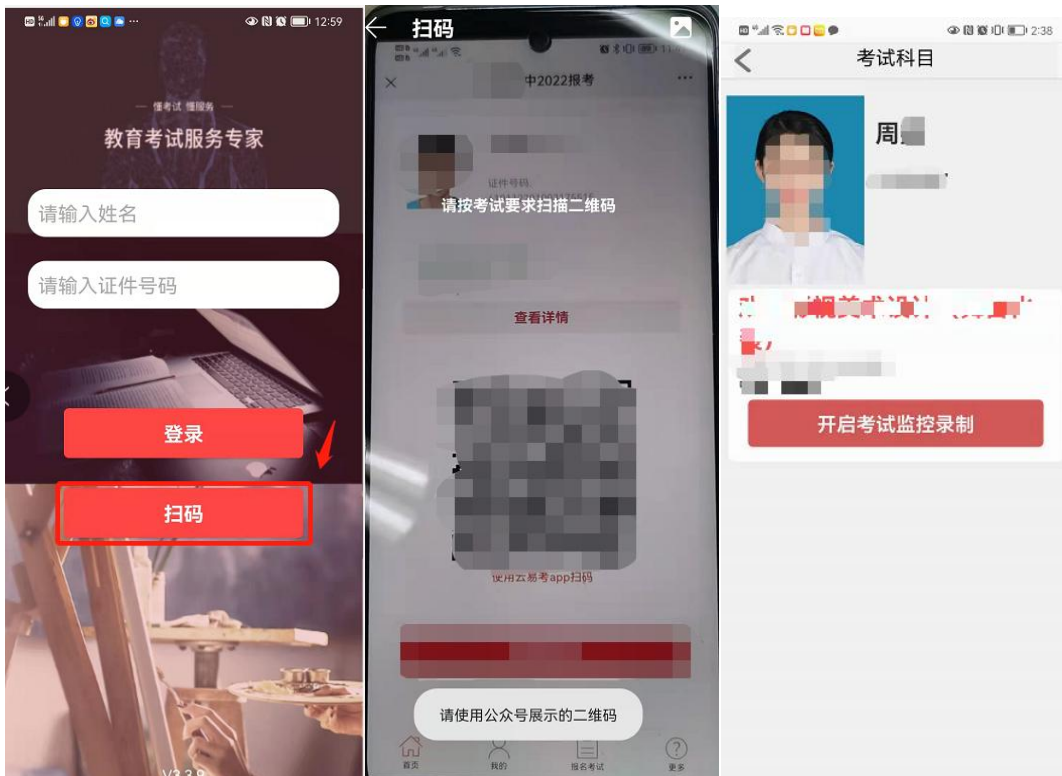 12:59
懂考试 懂服务
教育考试服务专家
请输入姓名
请输入证件号码
登录
扫码
V3.3.9
扫码
中2022报考
证件号码
请按考试要求扫描二维码
查看详情
使用云易考app扫码
请使用公众号展示的二维码
首页
我的
报名考试
更多
2:38
考试科目
周
开启考试监控录制